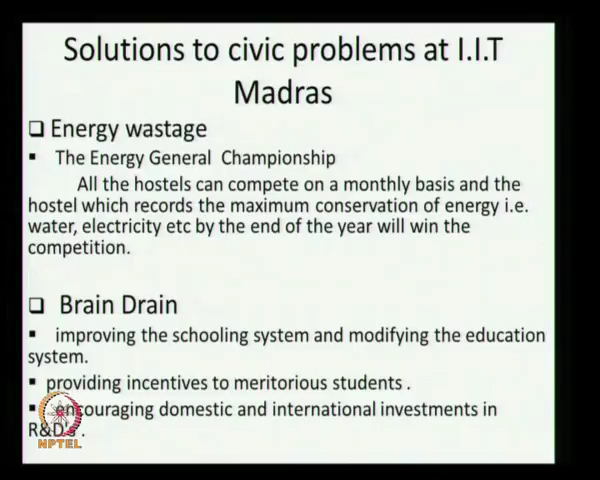 Solutions to civic problems at I.I.T
Madras
❑ Energy wastage
▪ The Energy General Championship
All the hostels can compete on a monthly basis and the
hostel which records the maximum conservation of energy i.e.
water, electricity etc by the end of the year will win the
competition.
❑ Brain Drain
▪ improving the schooling system and modifying the education
system.
▪ providing incentives to meritorious students .
▪ encouraging domestic and international investments in
R&D's .
NPTEL